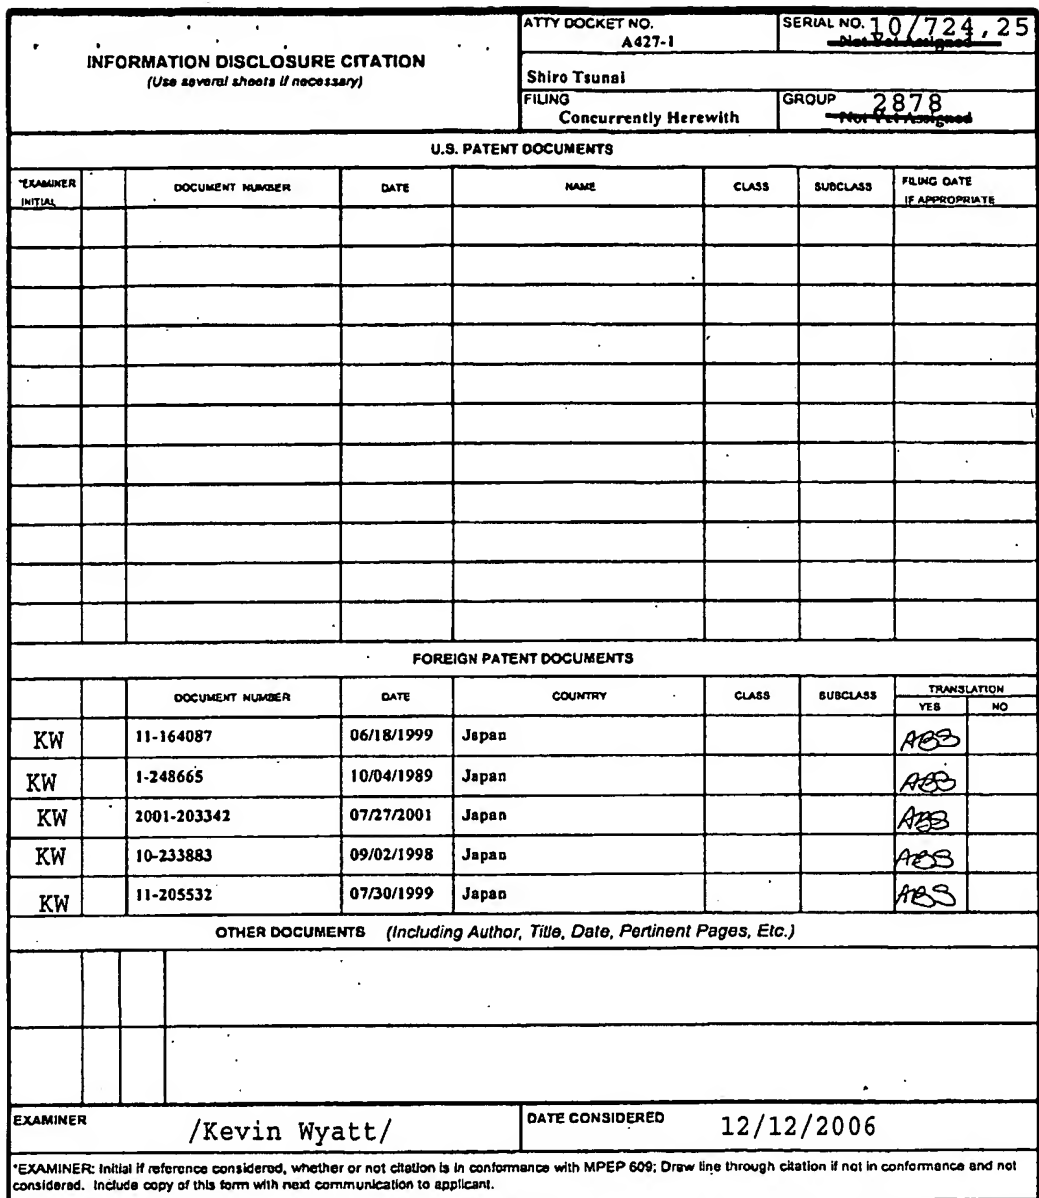 INFORMATION DISCLOSURE CITATION
(Use several sheets if necessary)
ATTY DOCKET NO.
A427-1
SERIAL NO. 10/724,25
Not Yet Assigned
Shiro Tsunai
FILING
Concurrently Herewith
GROUP 2878
Not Yet Assigned
U.S. PATENT DOCUMENTS
*EXAMINER INITIAL DOCUMENT NUMBER DATE NAME CLASS SUBCLASS FILING DATE IF APPROPRIATE
FOREIGN PATENT DOCUMENTS
DOCUMENT NUMBER DATE COUNTRY CLASS SUBCLASS TRANSLATION
YES NO
KW 11-164087 06/18/1999 Japan ABS
KW 1-248665 10/04/1989 Japan ABS
KW 2001-203342 07/27/2001 Japan ABS
KW 10-233883 09/02/1998 Japan ABS
KW 11-205532 07/30/1999 Japan ABS
OTHER DOCUMENTS (Including Author, Title, Date, Pertinent Pages, Etc.)
EXAMINER /Kevin Wyatt/ DATE CONSIDERED 12/12/2006
*EXAMINER: Initial if reference considered, whether or not citation is in conformance with MPEP 609; Draw line through citation if not in conformance and not
considered. Include copy of this form with next communication to applicant.